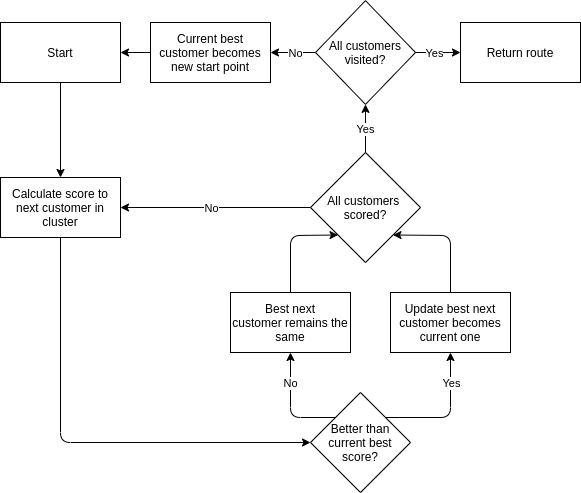 Start
Current best
customer becomes
new start point
No
All customers
visited?
Yes
Return route
Yes
Calculate score to
next customer in
cluster
No
All customers
scored?
Best next
customer remains the
same
Update best next
customer becomes
current one
No
Yes
Better than
current best
score?